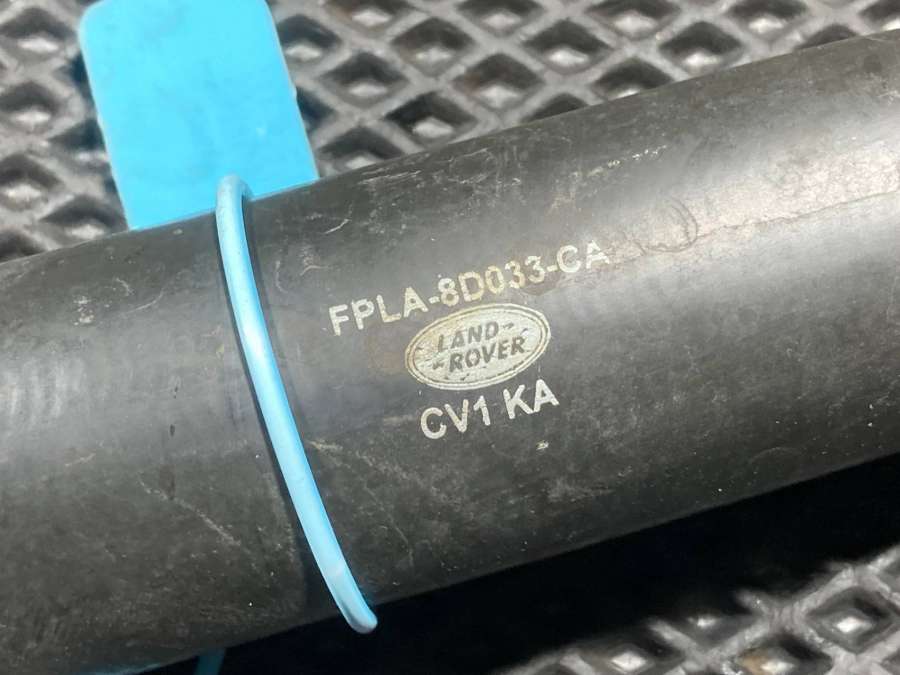 FPLA-8D033-CA
LAND-
-ROVER
CV1 KA